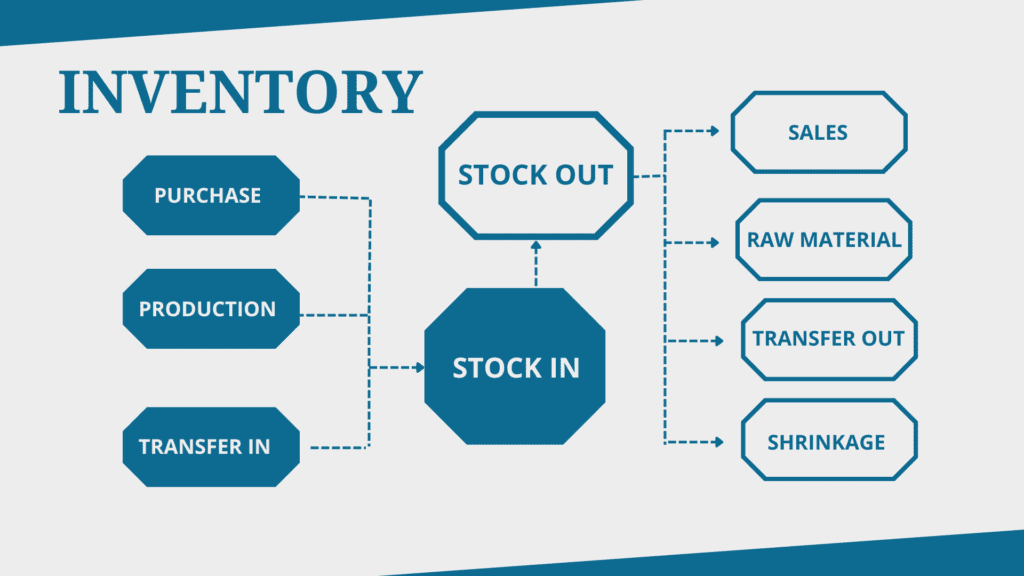 INVENTORY
PURCHASE
PRODUCTION
TRANSFER IN
STOCK IN
STOCK OUT
SALES
RAW MATERIAL
TRANSFER OUT
SHRINKAGE